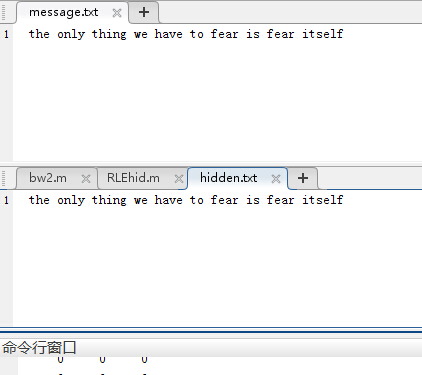 message.txt × +
1 the only thing we have to fear is fear itself
bw2.m × RLEhid.m × hidden.txt × +
1 the only thing we have to fear is fear itself
命令行窗口
0 0 0